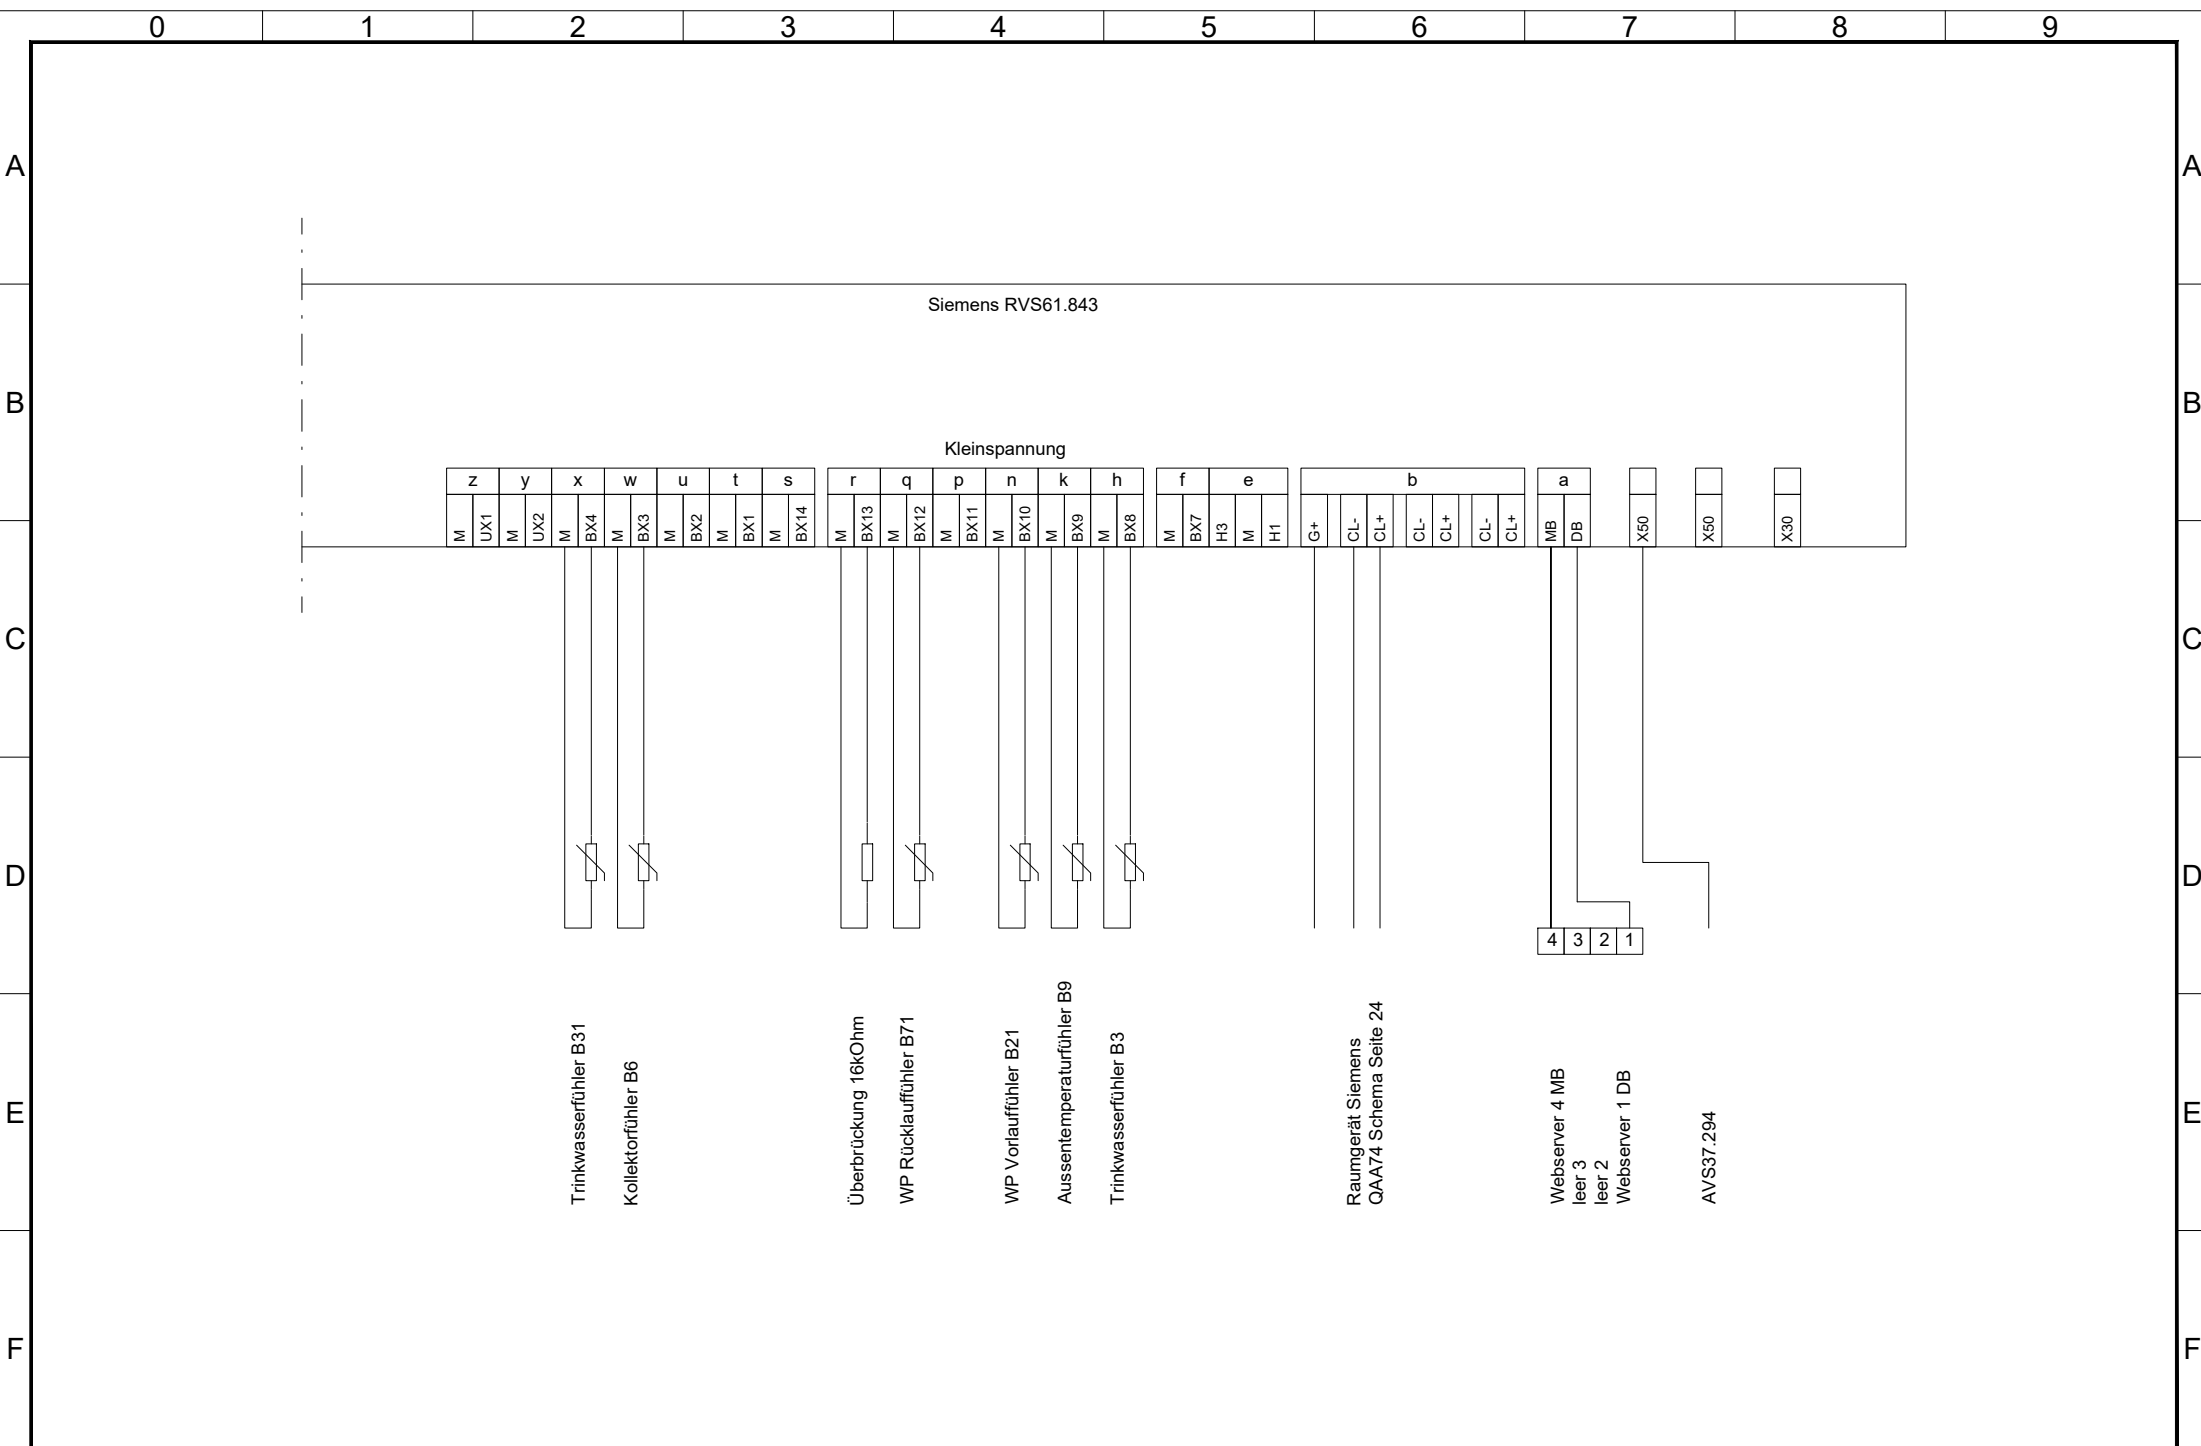 0 1 2 3 4 5 6 7 8 9
A A
Siemens RVS61.843
B B
Kleinspannung
z y x w u t s r q p n k h f e b a
M UX1 M UX2 M BX4 M BX3 M BX2 M BX1 M BX14 M BX13 M BX12 M BX11 M BX10 M BX9 M BX8 M BX7 H3 M H1 G+ CL- CL+ CL- CL+ CL- CL+ MB DB X50 X50 X30
C C
D D
4 3 2 1
Trinkwasserfühler B31
Kollektorfühler B6
Überbrückung 16kOhm
WP Rücklauffühler B71
WP Vorlauffühler B21
Aussentemperaturfühler B9
Trinkwasserfühler B3
Raumgerät Siemens
QAA74 Schema Seite 24
Webserver 4 MB
leer 3
leer 2
Webserver 1 DB
AVS37.294
E E
F F